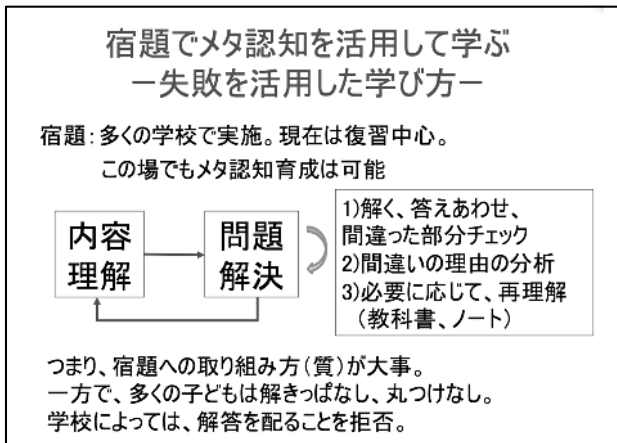 宿題でメタ認知を活用して学ぶ
－失敗を活用した学び方－
宿題：多くの学校で実施。現在は復習中心。
この場でもメタ認知育成は可能
内容
理解
問題
解決
1)解く、答えあわせ、
間違った部分チェック
2)間違いの理由の分析
3)必要に応じて、再理解
（教科書、ノート）
つまり、宿題への取り組み方（質）が大事。
一方で、多くの子どもは解きっぱなし、丸つけなし。
学校によっては、解答を配ることを拒否。